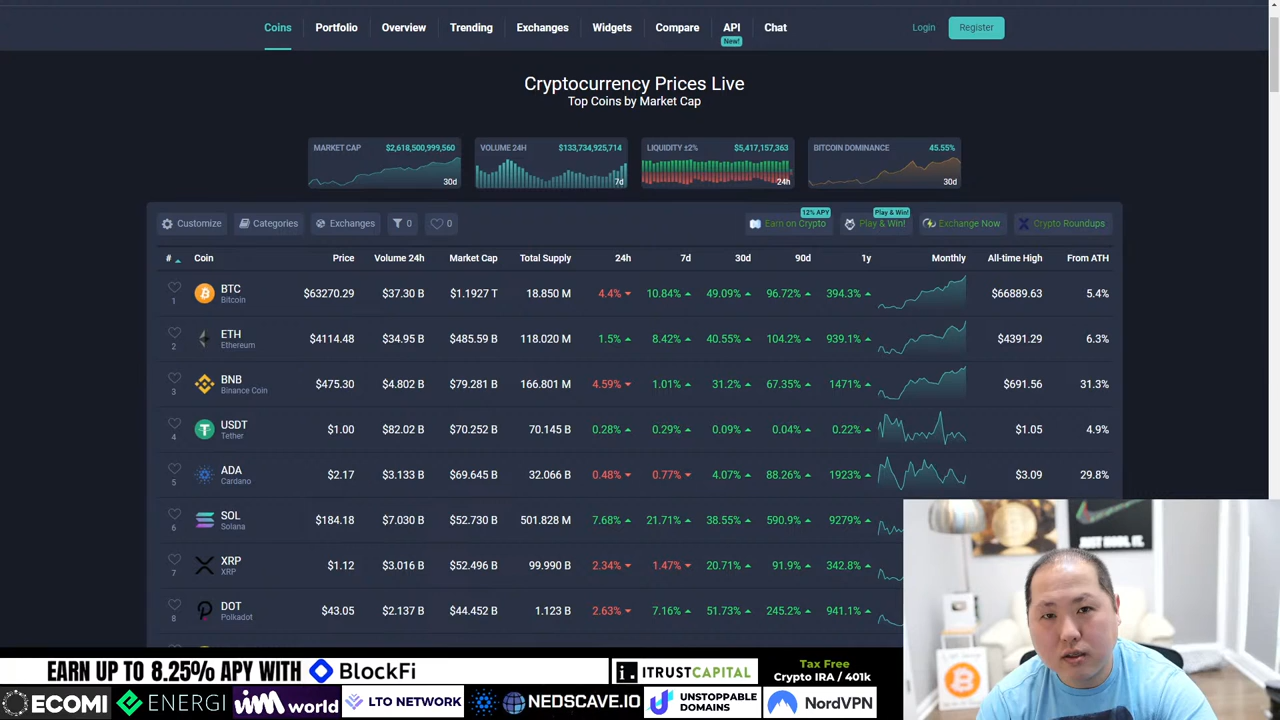 Coins Portfolio Overview Trending Exchanges Widgets Compare API Chat Login Register
New!
Cryptocurrency Prices Live
Top Coins by Market Cap
MARKET CAP $2,618,500,999,560 VOLUME 24H $133,734,925,714 LIQUIDITY ±2% $5,417,157,363 BITCOIN DOMINANCE 45.55%
30d 7d 24h 30d
12% APY Play & Win!
Customize Categories Exchanges 0 0 Earn on Crypto Play & Win! Exchange Now Crypto Roundups
# Coin Price Volume 24h Market Cap Total Supply 24h 7d 30d 90d 1y Monthly All-time High From ATH
1 BTC Bitcoin $63270.29 $37.30 B $1.1927 T 18.850 M 4.4% 10.84% 49.09% 96.72% 394.3% $66889.63 5.4%
2 ETH Ethereum $4114.48 $34.95 B $485.59 B 118.020 M 1.5% 8.42% 40.55% 104.2% 939.1% $4391.29 6.3%
3 BNB Binance Coin $475.30 $4.802 B $79.281 B 166.801 M 4.59% 1.01% 31.2% 67.35% 1471% $691.56 31.3%
4 USDT Tether $1.00 $82.02 B $70.252 B 70.145 B 0.28% 0.29% 0.09% 0.04% 0.22% $1.05 4.9%
5 ADA Cardano $2.17 $3.133 B $69.645 B 32.066 B 0.48% 0.77% 4.07% 88.26% 1923% $3.09 29.8%
6 SOL Solana $184.18 $7.030 B $52.730 B 501.828 M 7.68% 21.71% 38.55% 590.9% 9279%
7 XRP XRP $1.12 $3.016 B $52.496 B 99.990 B 2.34% 1.47% 20.71% 91.9% 342.8%
8 DOT Polkadot $43.05 $2.137 B $44.452 B 1.123 B 2.63% 7.16% 51.73% 245.2% 941.1%
JUST HODL IT.
EARN UP TO 8.25% APY WITH BlockFi iTRUSTCAPITAL Tax Free
Crypto IRA / 401k
ECOMI ENERGI world LTO NETWORK NEDSCAVE.IO UNSTOPPABLE DOMAINS NordVPN